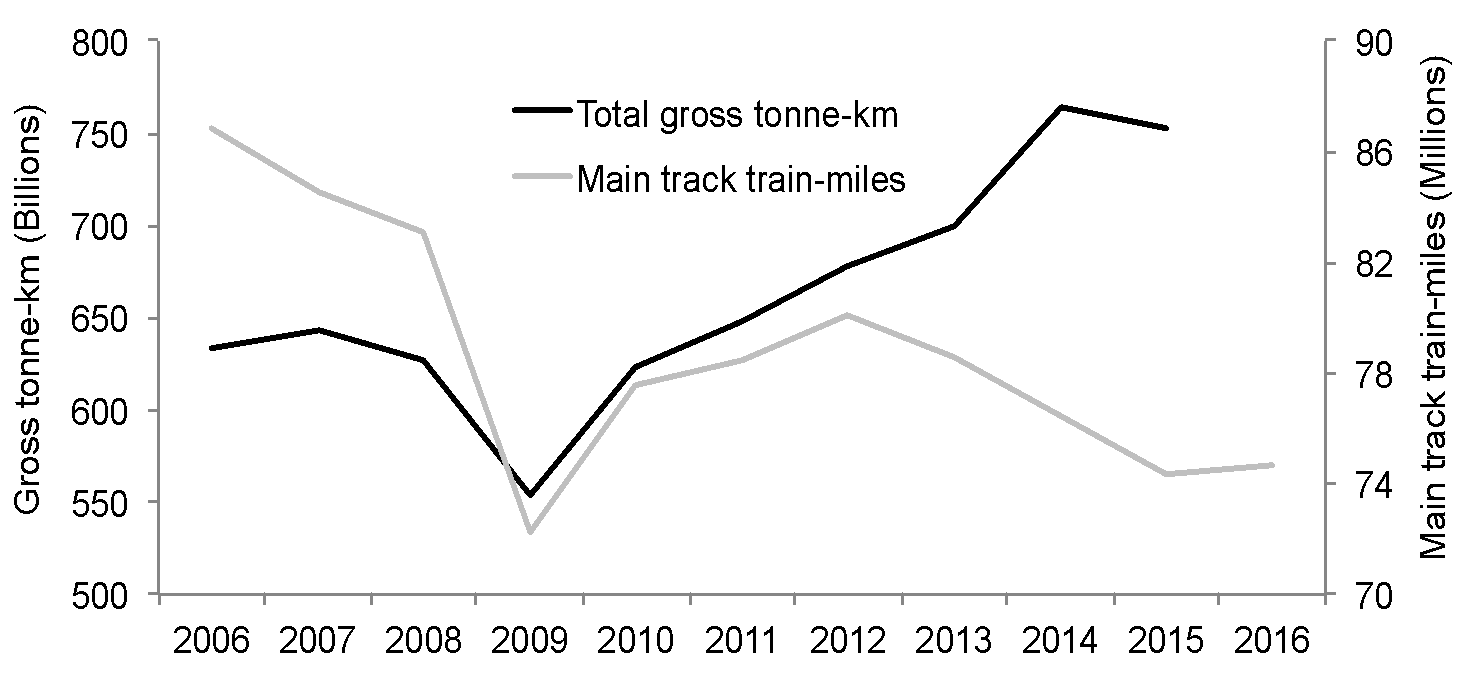 Gross tonne-km (Billions)
800
750
700
650
600
550
500
Total gross tonne-km
Main track train-miles
90
86
82
78
74
70
Main track train-miles (Millions)
2006 2007 2008 2009 2010 2011 2012 2013 2014 2015 2016